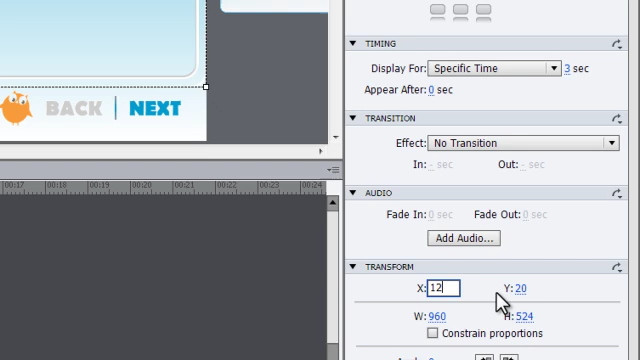 TIMING
Display For: Specific Time 3 sec
Appear After: 0 sec
BACK | NEXT
TRANSITION
Effect: No Transition
In: - sec Out: - sec
00:17 00:18 00:19 00:20 00:21 00:22 00:23 00:24
AUDIO
Fade In: 0 sec Fade Out: 0 sec
Add Audio...
TRANSFORM
X: 12 Y: 20
W: 960 H: 524
Constrain proportions